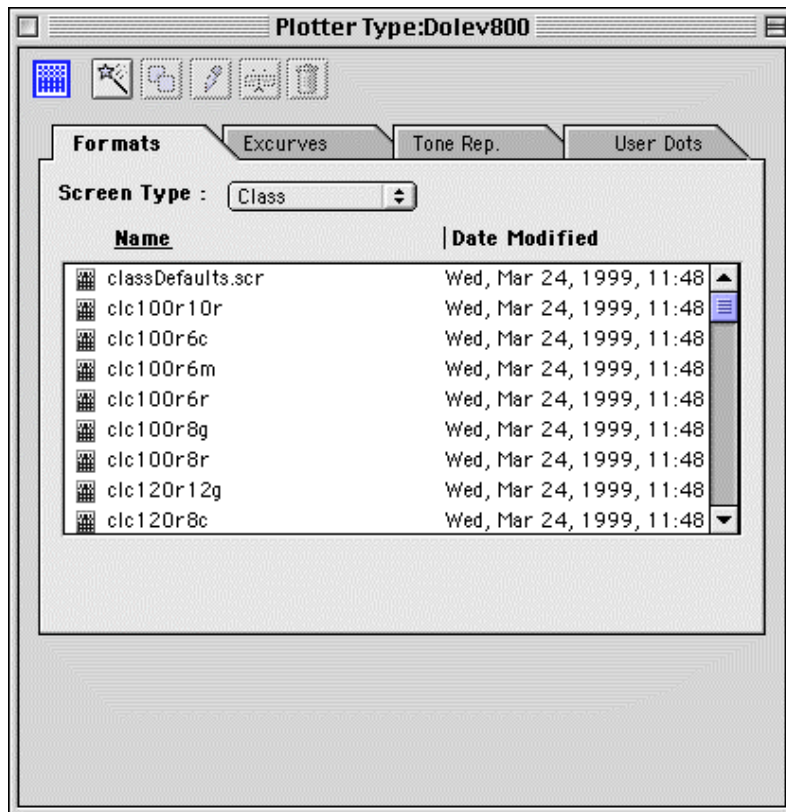 Plotter Type:Dolev800
Formats Excurves Tone Rep. User Dots
Screen Type : Class
Name Date Modified
classDefaults.scr Wed, Mar 24, 1999, 11:48
clc100r10r Wed, Mar 24, 1999, 11:48
clc100r6c Wed, Mar 24, 1999, 11:48
clc100r6m Wed, Mar 24, 1999, 11:48
clc100r6r Wed, Mar 24, 1999, 11:48
clc100r8g Wed, Mar 24, 1999, 11:48
clc100r8r Wed, Mar 24, 1999, 11:48
clc120r12g Wed, Mar 24, 1999, 11:48
clc120r8c Wed, Mar 24, 1999, 11:48